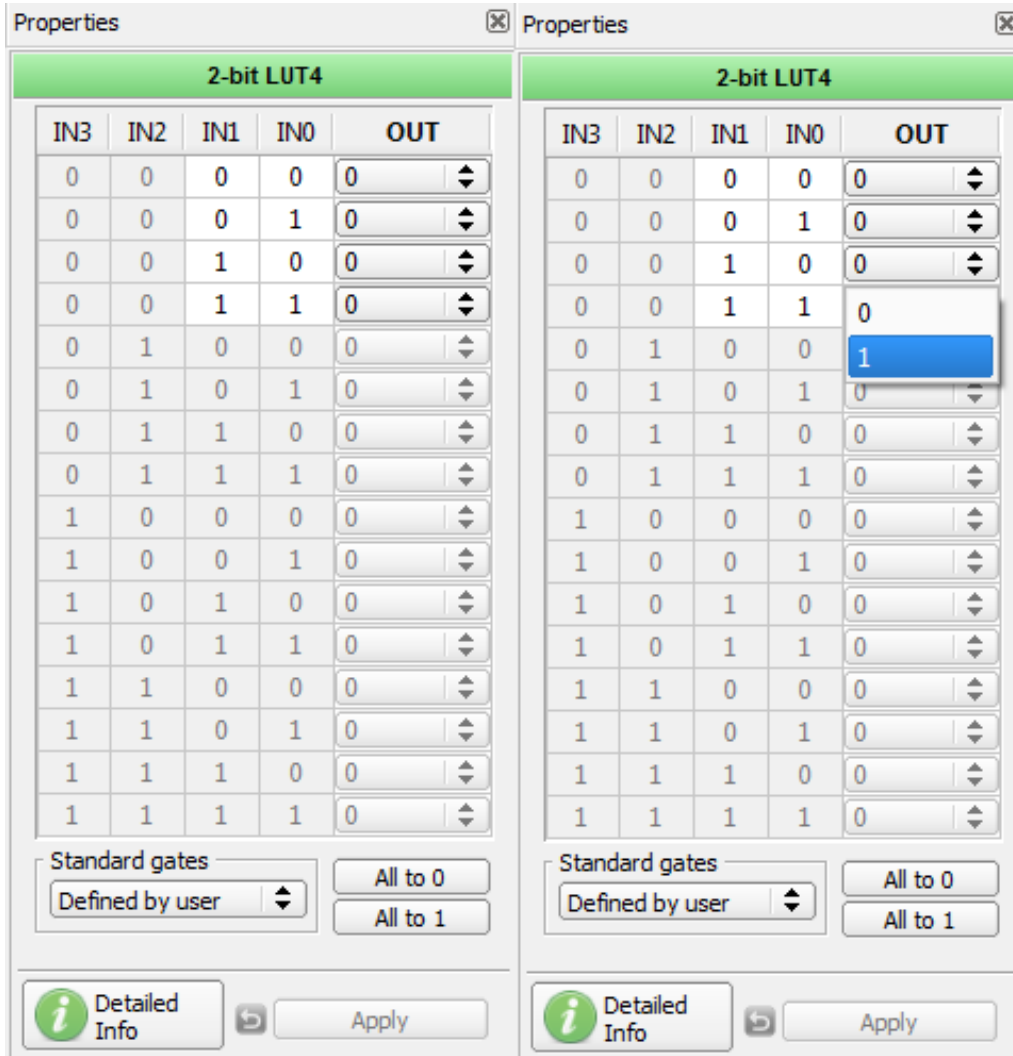 Properties
2-bit LUT4
IN3 IN2 IN1 IN0 OUT
0 0 0 0 0
0 0 0 1 0
0 0 1 0 0
0 0 1 1 0
0 1 0 0 0
0 1 0 1 0
0 1 1 0 0
0 1 1 1 0
1 0 0 0 0
1 0 0 1 0
1 0 1 0 0
1 0 1 1 0
1 1 0 0 0
1 1 0 1 0
1 1 1 0 0
1 1 1 1 0
Standard gates
Defined by user
All to 0
All to 1
Detailed
Info
Apply
Properties
2-bit LUT4
IN3 IN2 IN1 IN0 OUT
0 0 0 0 0
0 0 0 1 0
0 0 1 0 0
0 0 1 1 0
0 1 0 0 1
0 1 0 1 0
0 1 1 0 0
0 1 1 1 0
1 0 0 0 0
1 0 0 1 0
1 0 1 0 0
1 0 1 1 0
1 1 0 0 0
1 1 0 1 0
1 1 1 0 0
1 1 1 1 0
Standard gates
Defined by user
All to 0
All to 1
Detailed
Info
Apply